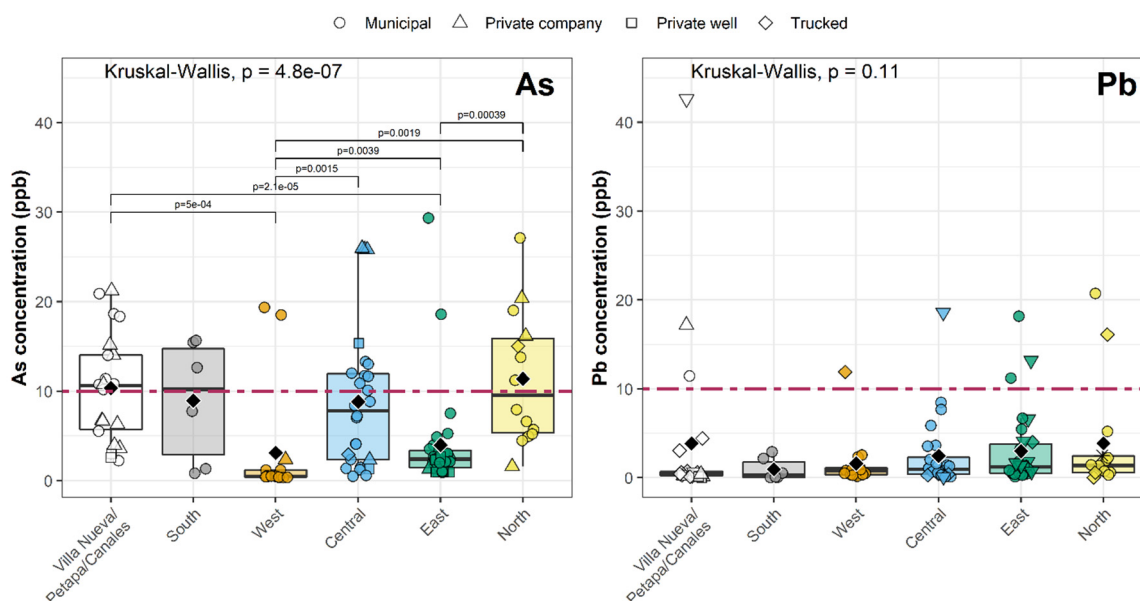 Municipal Private company Private well Trucked
Kruskal-Wallis, p = 4.8e-07
As
p=0.00039
p=0.0019
p=0.0039
p=0.0015
p=2.1e-05
p=5e-04
As concentration (ppb)
40
30
20
10
0
Villa Nueva/
Petapa/Canales
South
West
Central
East
North
Kruskal-Wallis, p = 0.11
Pb
Pb concentration (ppb)
40
30
20
10
0
Villa Nueva/
Petapa/Canales
South
West
Central
East
North